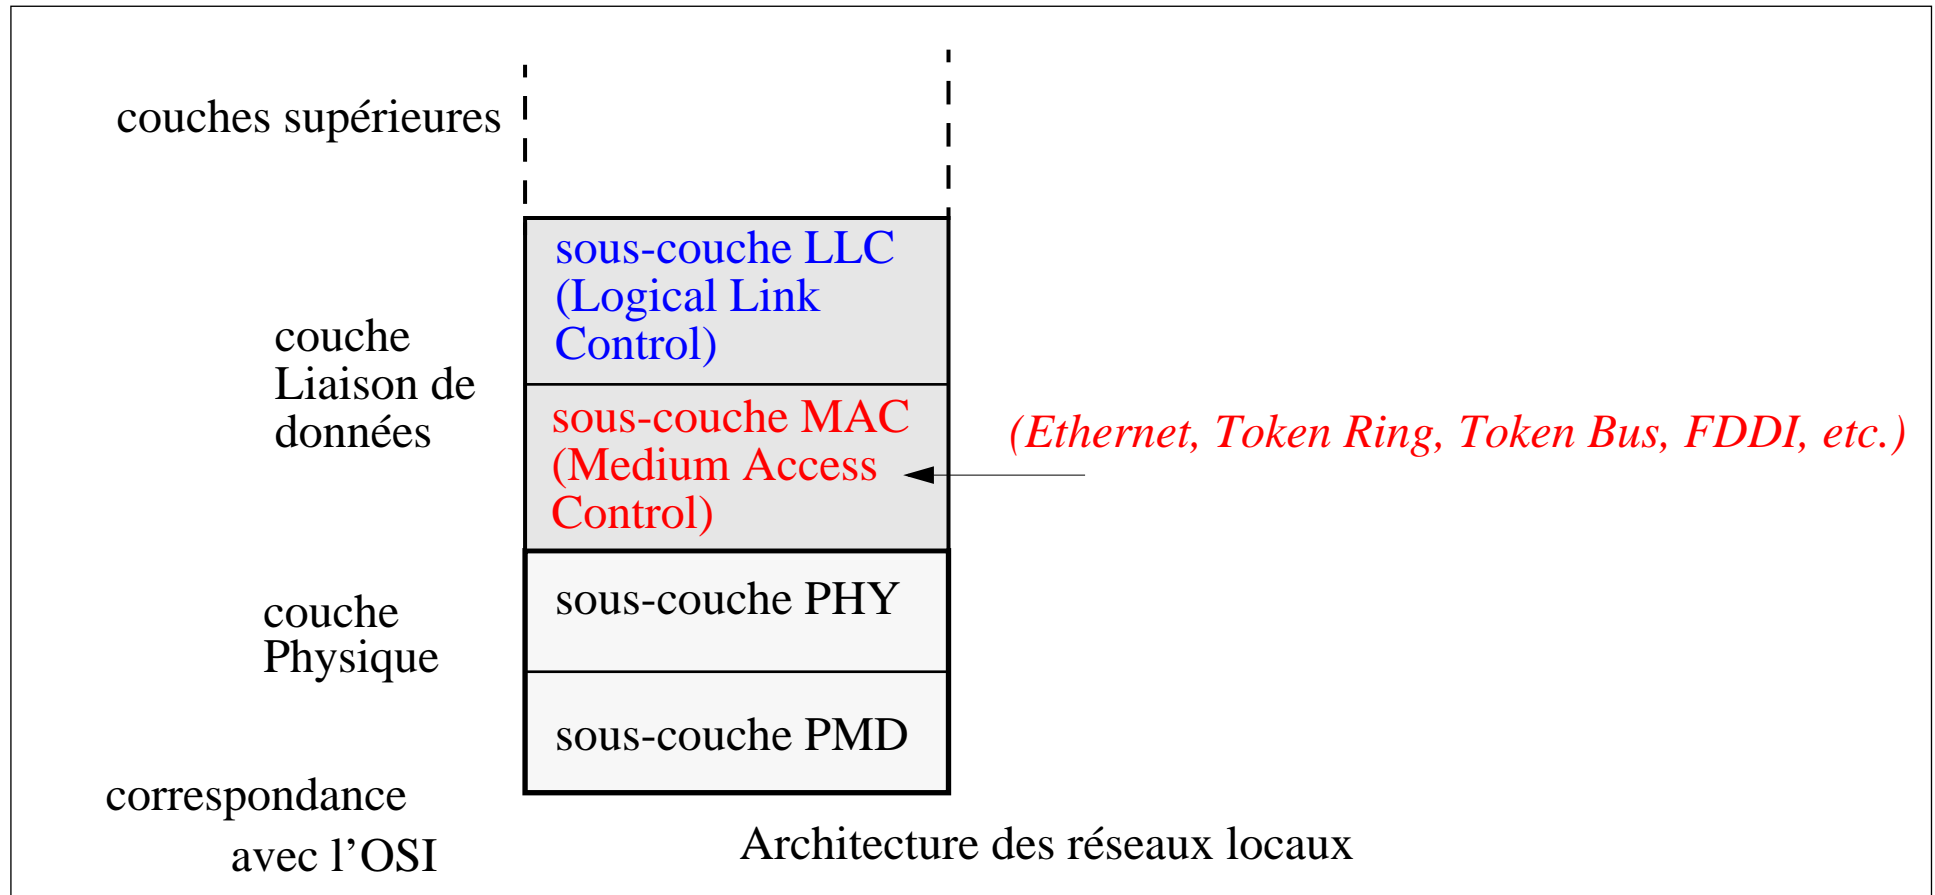 couches supérieures
sous-couche LLC
(Logical Link
Control)
couche
Liaison de
données
sous-couche MAC
(Medium Access
Control)
(Ethernet, Token Ring, Token Bus, FDDI, etc.)
couche
Physique
sous-couche PHY
sous-couche PMD
correspondance
avec l’OSI
Architecture des réseaux locaux